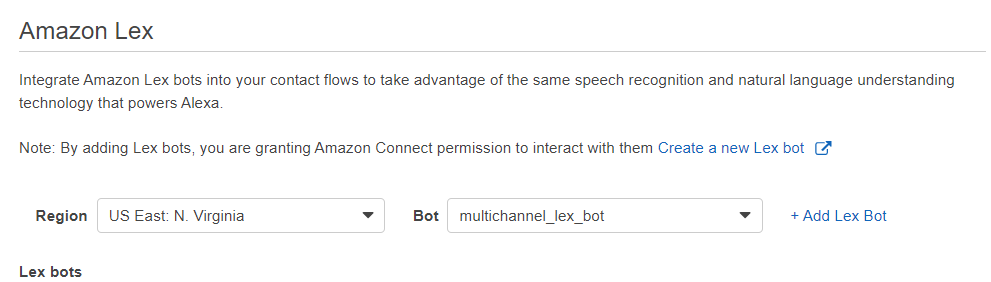 Amazon Lex
Integrate Amazon Lex bots into your contact flows to take advantage of the same speech recognition and natural language understanding
technology that powers Alexa.
Note: By adding Lex bots, you are granting Amazon Connect permission to interact with them Create a new Lex bot
Region US East: N. Virginia Bot multichannel_lex_bot + Add Lex Bot
Lex bots